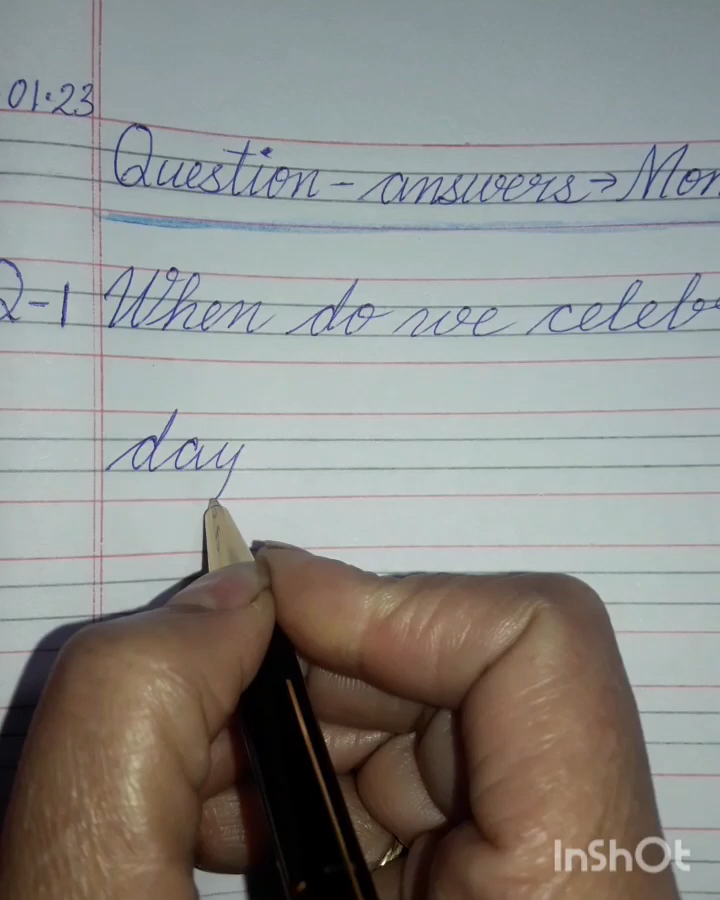 01.23
Question - answers → Mon
Q-1 When do we celeb
day
InShOt